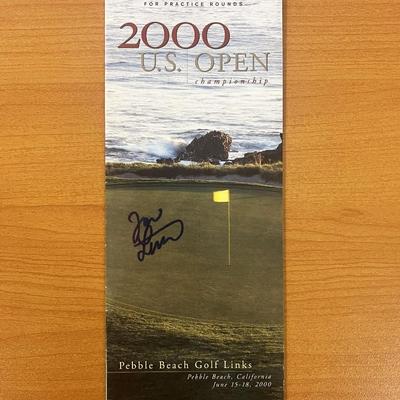 FOR PRACTICE ROUNDS
2000
U.S. OPEN
championship
Pebble Beach Golf Links
Pebble Beach, California
June 15-18, 2000